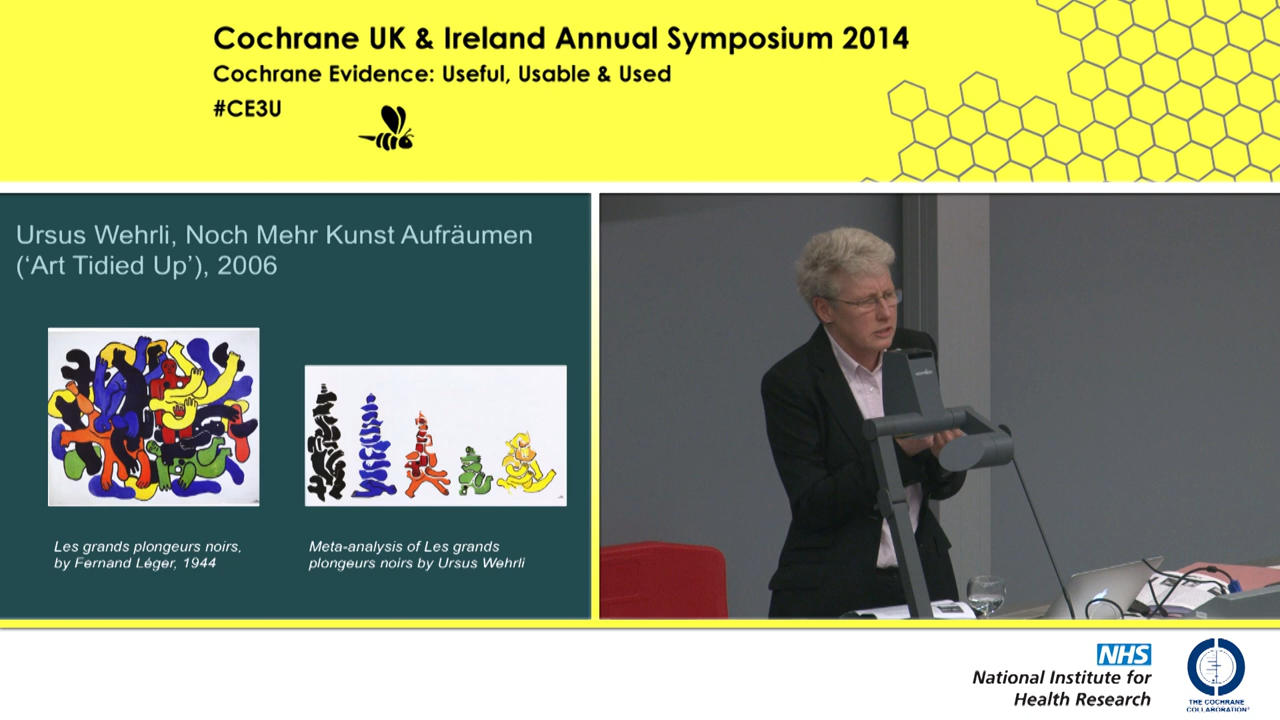 Cochrane UK & Ireland Annual Symposium 2014
Cochrane Evidence: Useful, Usable & Used
#CE3U
Ursus Wehrli, Noch Mehr Kunst Aufräumen
(‘Art Tidied Up’), 2006
Les grands plongeurs noirs,
by Fernand Léger, 1944
Meta-analysis of Les grands
plongeurs noirs by Ursus Wehrli
NHS
National Institute for
Health Research
THE COCHRANE
COLLABORATION®